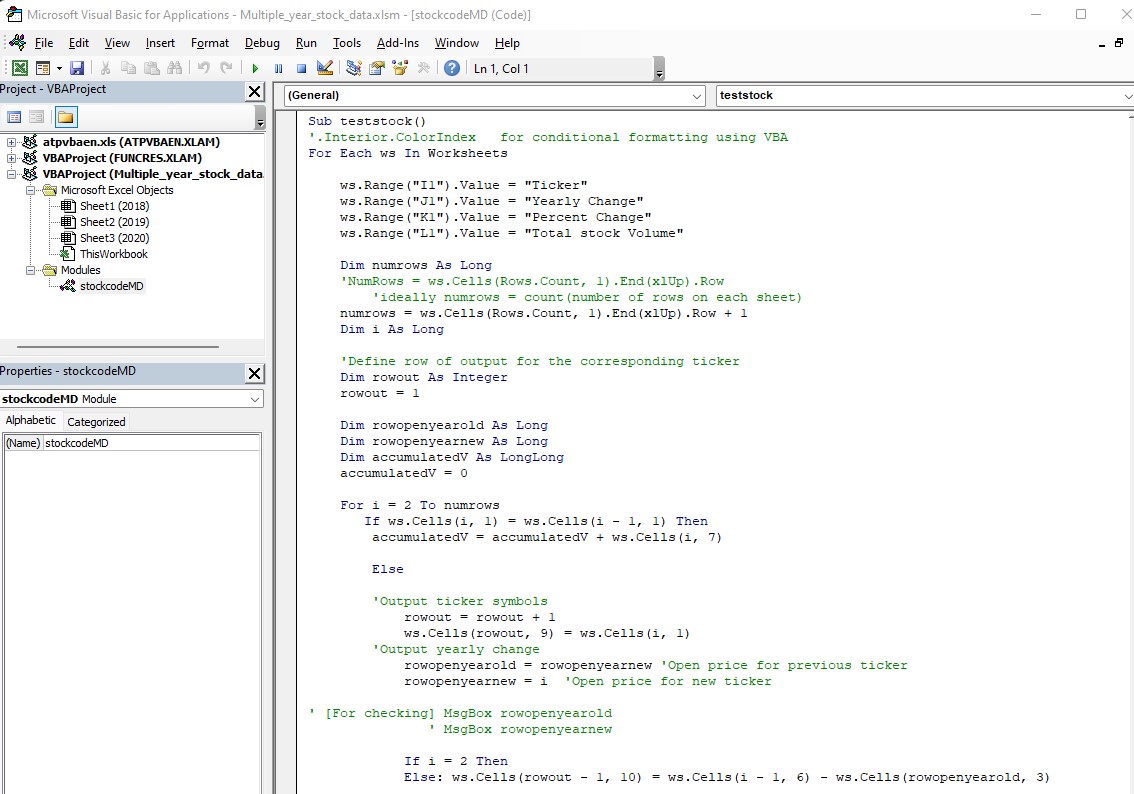 Microsoft Visual Basic for Applications - Multiple_year_stock_data.xlsm - [stockcodeMD (Code)]
File Edit View Insert Format Debug Run Tools Add-Ins Window Help
Ln 1, Col 1
Project - VBAProject
atpvbaen.xls (ATPVBAEN.XLAM)
VBAProject (FUNCRES.XLAM)
VBAProject (Multiple_year_stock_data.
Microsoft Excel Objects
Sheet1 (2018)
Sheet2 (2019)
Sheet3 (2020)
ThisWorkbook
Modules
stockcodeMD
Properties - stockcodeMD
stockcodeMD Module
Alphabetic Categorized
(Name) stockcodeMD
(General) teststock
Sub teststock()
'.Interior.ColorIndex   for conditional formatting using VBA
For Each ws In Worksheets
    ws.Range("I1").Value = "Ticker"
    ws.Range("J1").Value = "Yearly Change"
    ws.Range("K1").Value = "Percent Change"
    ws.Range("L1").Value = "Total stock Volume"
    Dim numrows As Long
    'NumRows = ws.Cells(Rows.Count, 1).End(xlUp).Row
        'ideally numrows = count(number of rows on each sheet)
    numrows = ws.Cells(Rows.Count, 1).End(xlUp).Row + 1
    Dim i As Long
    'Define row of output for the corresponding ticker
    Dim rowout As Integer
    rowout = 1
    Dim rowopenyearold As Long
    Dim rowopenyearnew As Long
    Dim accumulatedV As LongLong
    accumulatedV = 0
    For i = 2 To numrows
       If ws.Cells(i, 1) = ws.Cells(i - 1, 1) Then
        accumulatedV = accumulatedV + ws.Cells(i, 7)
        Else
        'Output ticker symbols
            rowout = rowout + 1
            ws.Cells(rowout, 9) = ws.Cells(i, 1)
        'Output yearly change
            rowopenyearold = rowopenyearnew 'Open price for previous ticker
            rowopenyearnew = i  'Open price for new ticker
' [For checking] MsgBox rowopenyearold
               ' MsgBox rowopenyearnew
            If i = 2 Then
            Else: ws.Cells(rowout - 1, 10) = ws.Cells(i - 1, 6) - ws.Cells(rowopenyearold, 3)